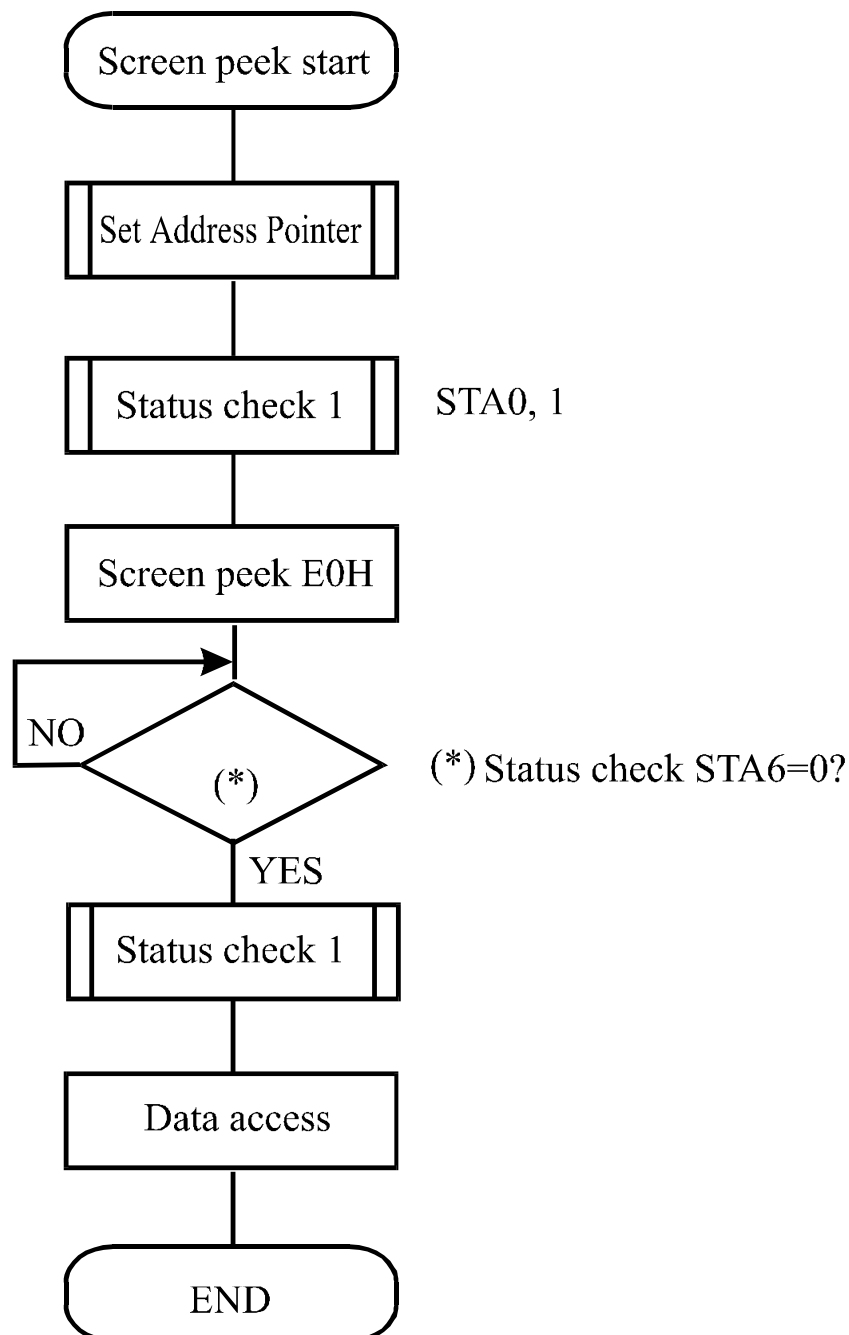 Screen peek start
Set Address Pointer
Status check 1
STA0, 1
Screen peek E0H
NO
(*)
(*) Status check STA6=0?
YES
Status check 1
Data access
END